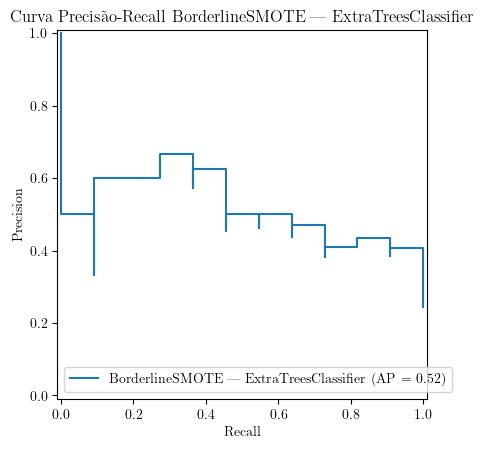 Curva Precisão-Recall BorderlineSMOTE — ExtraTreesClassifier
1.0
0.8
0.6
0.4
0.2
0.0
Precision
BorderlineSMOTE — ExtraTreesClassifier (AP = 0.52)
0.0 0.2 0.4 0.6 0.8 1.0
Recall